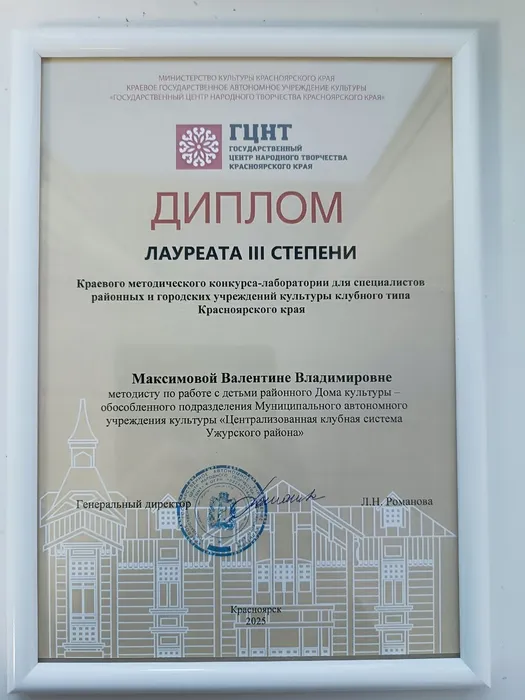 МИНИСТЕРСТВО КУЛЬТУРЫ КРАСНОЯРСКОГО КРАЯ
КРАЕВОЕ ГОСУДАРСТВЕННОЕ АВТОНОМНОЕ УЧРЕЖДЕНИЕ КУЛЬТУРЫ
«ГОСУДАРСТВЕННЫЙ ЦЕНТР НАРОДНОГО ТВОРЧЕСТВА КРАСНОЯРСКОГО КРАЯ»
ГЦНТ
ГОСУДАРСТВЕННЫЙ
ЦЕНТР НАРОДНОГО ТВОРЧЕСТВА
КРАСНОЯРСКОГО КРАЯ
ДИПЛОМ
ЛАУРЕАТА III СТЕПЕНИ
Краевого методического конкурса-лаборатории для специалистов
районных и городских учреждений культуры клубного типа
Красноярского края
Максимовой Валентине Владимировне
методисту по работе с детьми районного Дома культуры –
обособленного подразделения Муниципального автономного
учреждения культуры «Централизованная клубная система
Ужурского района»
Генеральный директор
Л.Н. Романова
Красноярск
2025